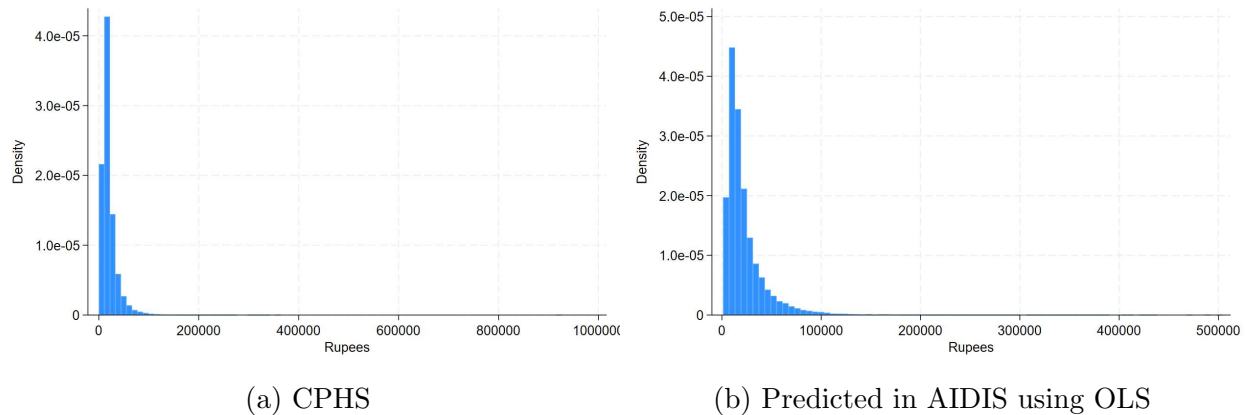 4.0e-05
3.0e-05
2.0e-05
1.0e-05
0
Density
0 200000 400000 600000 800000 1000000
Rupees
(a) CPHS
5.0e-05
4.0e-05
3.0e-05
2.0e-05
1.0e-05
0
Density
0 100000 200000 300000 400000 500000
Rupees
(b) Predicted in AIDIS using OLS